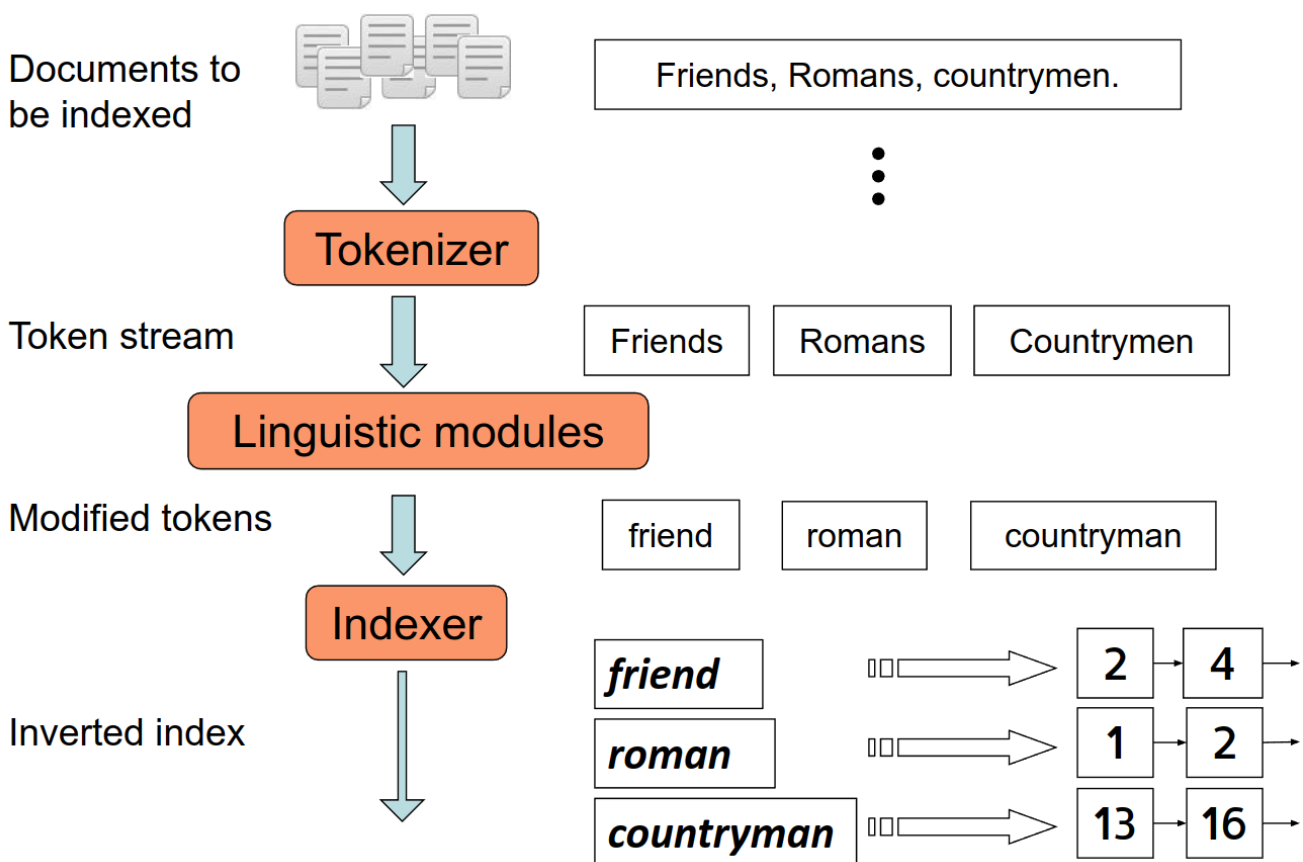 Documents to
be indexed
Friends, Romans, countrymen.
Tokenizer
Token stream
Friends
Romans
Countrymen
Linguistic modules
Modified tokens
friend
roman
countryman
Indexer
Inverted index
friend
2
4
roman
1
2
countryman
13
16